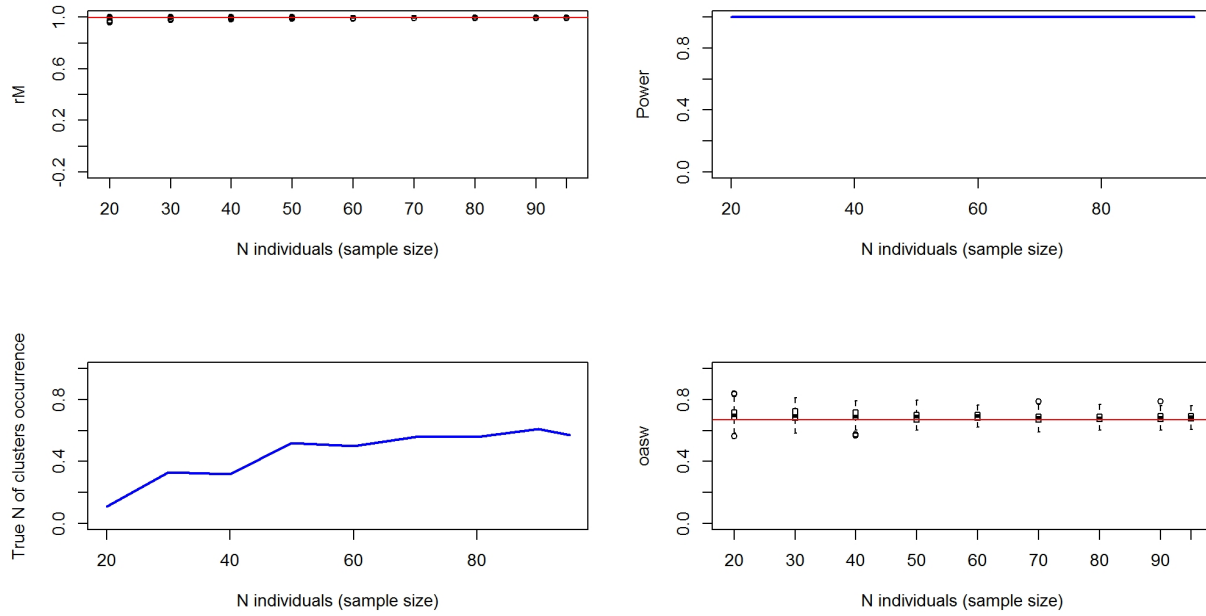 rM
1.0
0.6
0.2
-0.2
20 30 40 50 60 70 80 90
N individuals (sample size)
Power
0.8
0.4
0.0
20 40 60 80
N individuals (sample size)
True N of clusters occurrence
0.8
0.4
0.0
20 40 60 80
N individuals (sample size)
oasw
0.8
0.4
0.0
20 30 40 50 60 70 80 90
N individuals (sample size)